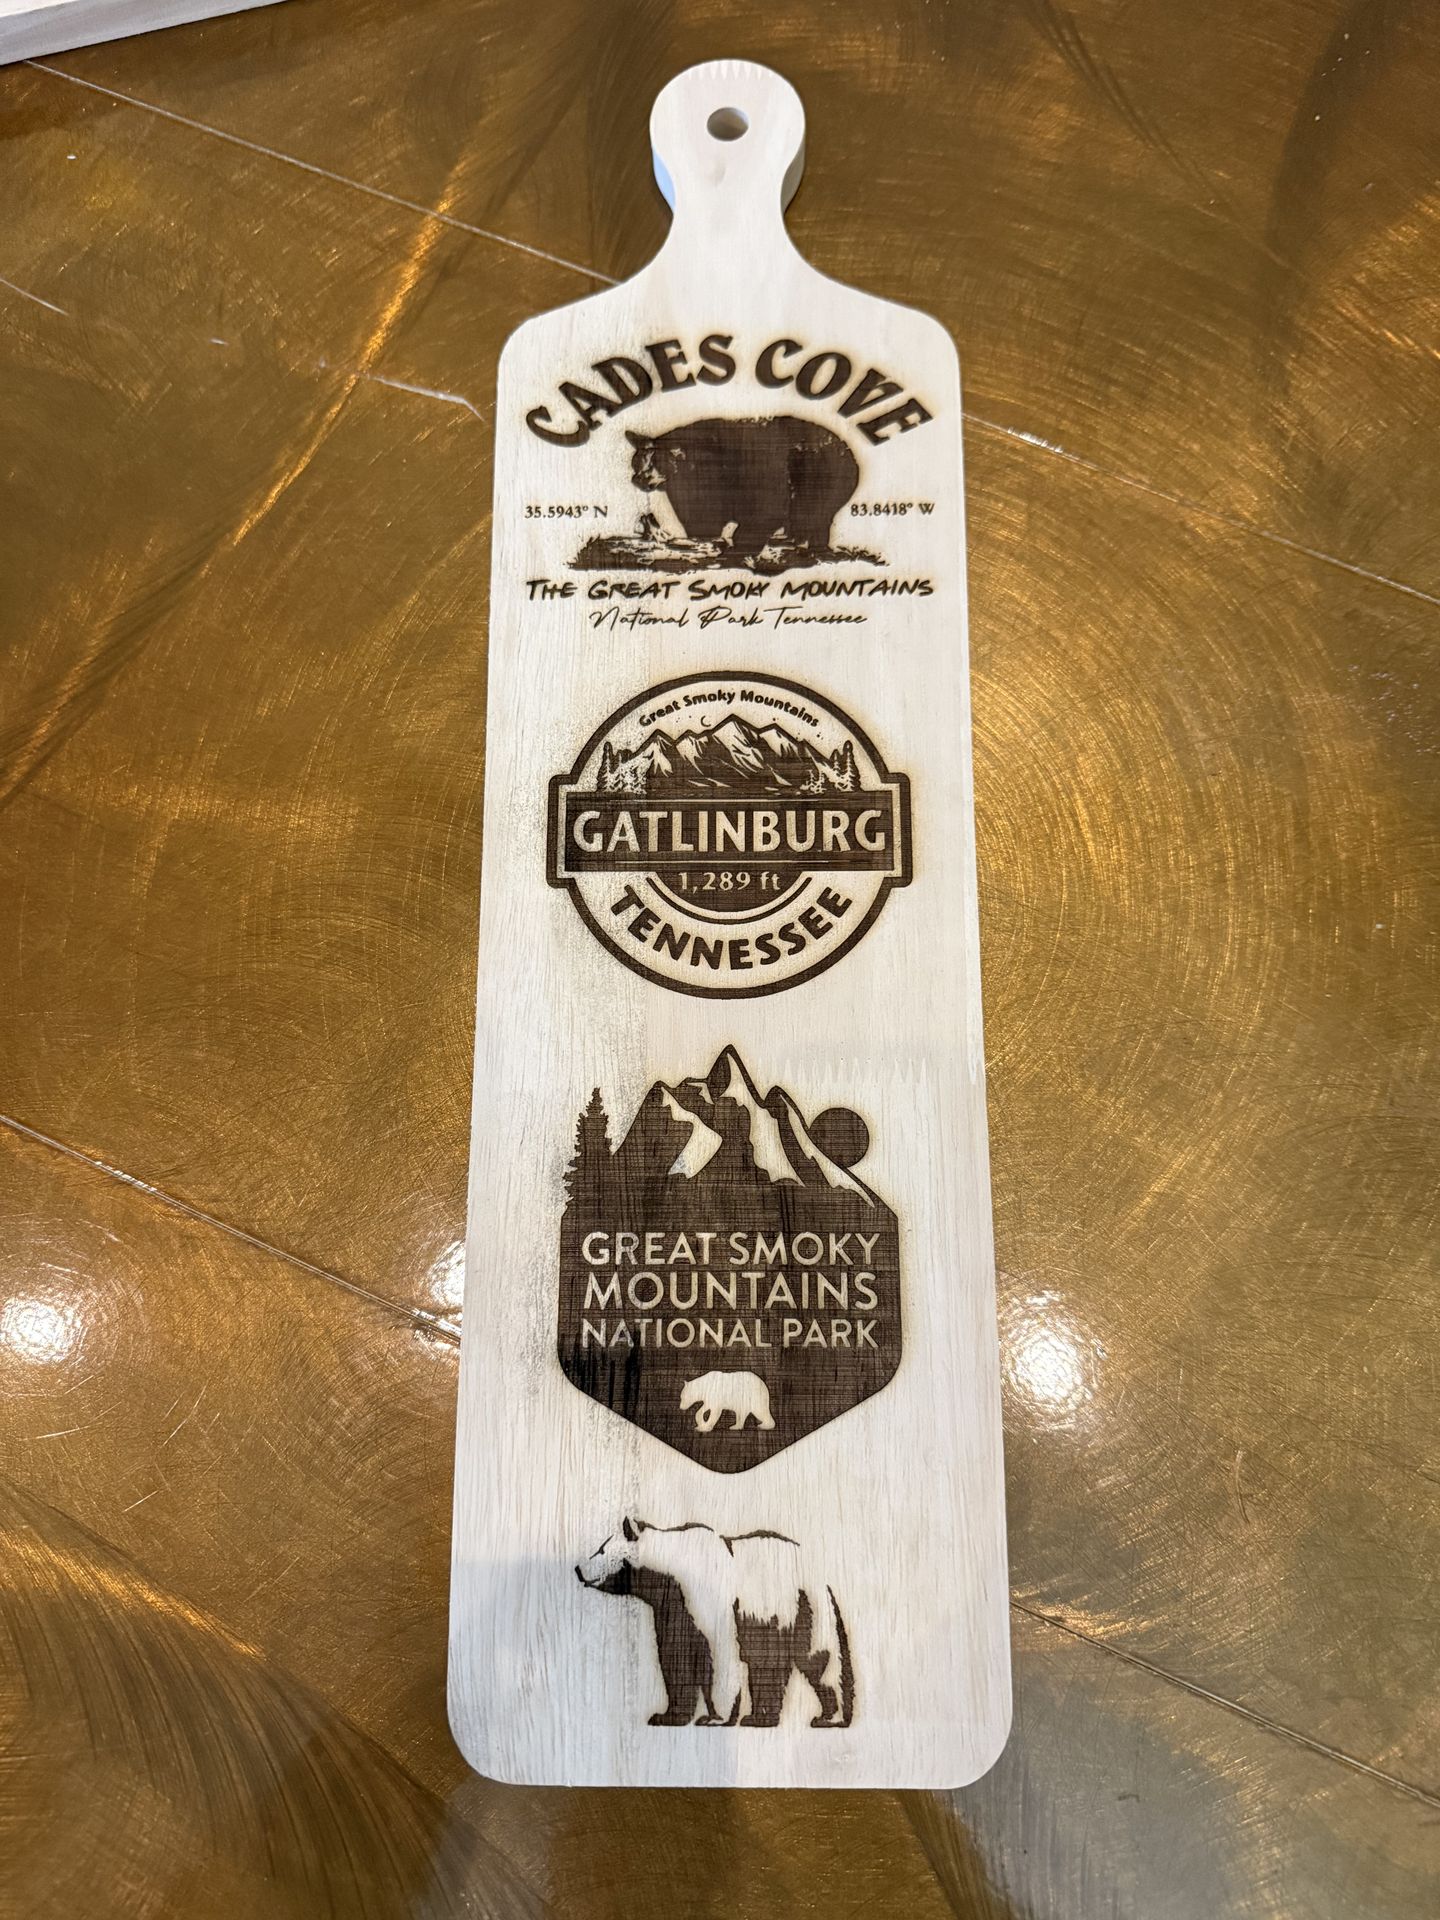 CADES COVE
35.5943° N 83.8418° W
THE GREAT SMOKY MOUNTAINS
National Park Tennessee
Great Smoky Mountains
GATLINBURG
1,289 ft
TENNESSEE
GREAT SMOKY
MOUNTAINS
NATIONAL PARK